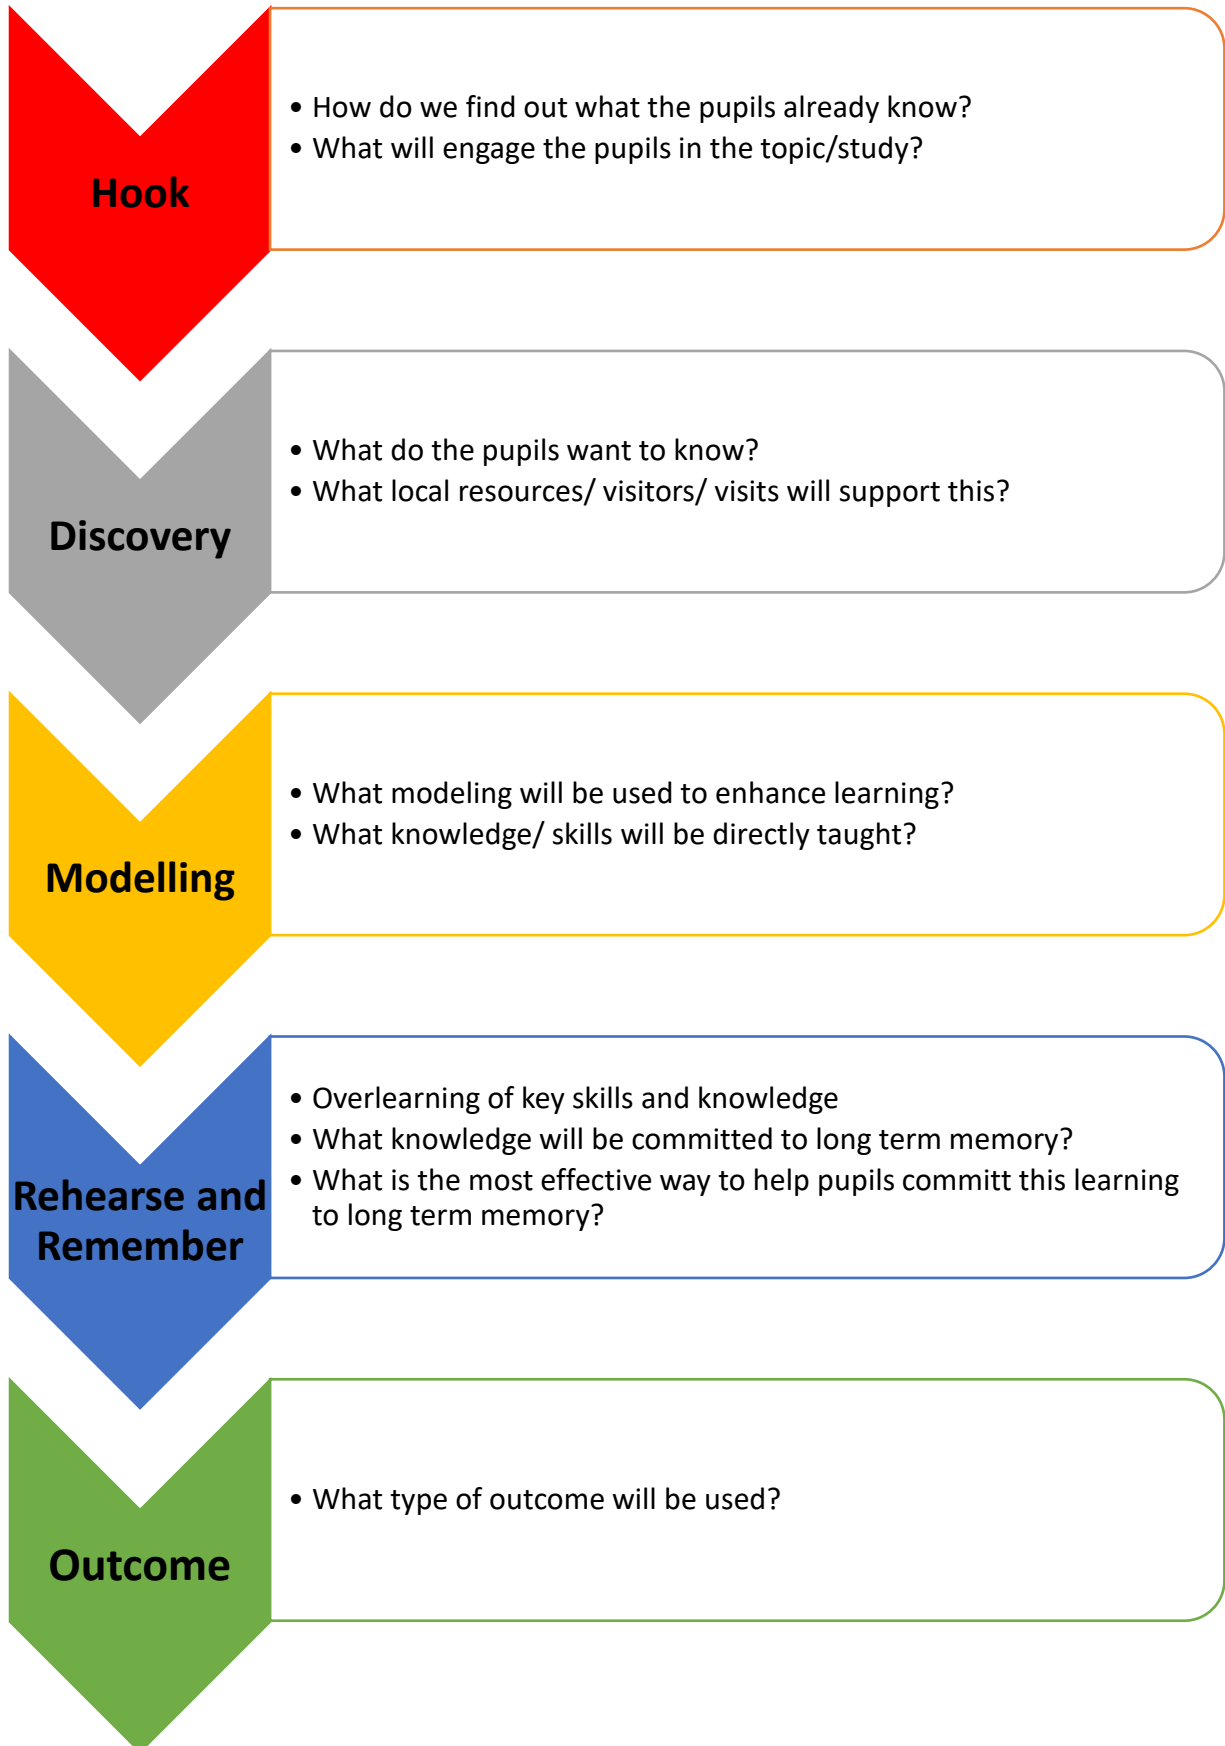 Hook
• How do we find out what the pupils already know?
• What will engage the pupils in the topic/study?
Discovery
• What do the pupils want to know?
• What local resources/ visitors/ visits will support this?
Modelling
• What modeling will be used to enhance learning?
• What knowledge/ skills will be directly taught?
Rehearse and
Remember
• Overlearning of key skills and knowledge
• What knowledge will be committed to long term memory?
• What is the most effective way to help pupils committ this learning
to long term memory?
Outcome
• What type of outcome will be used?